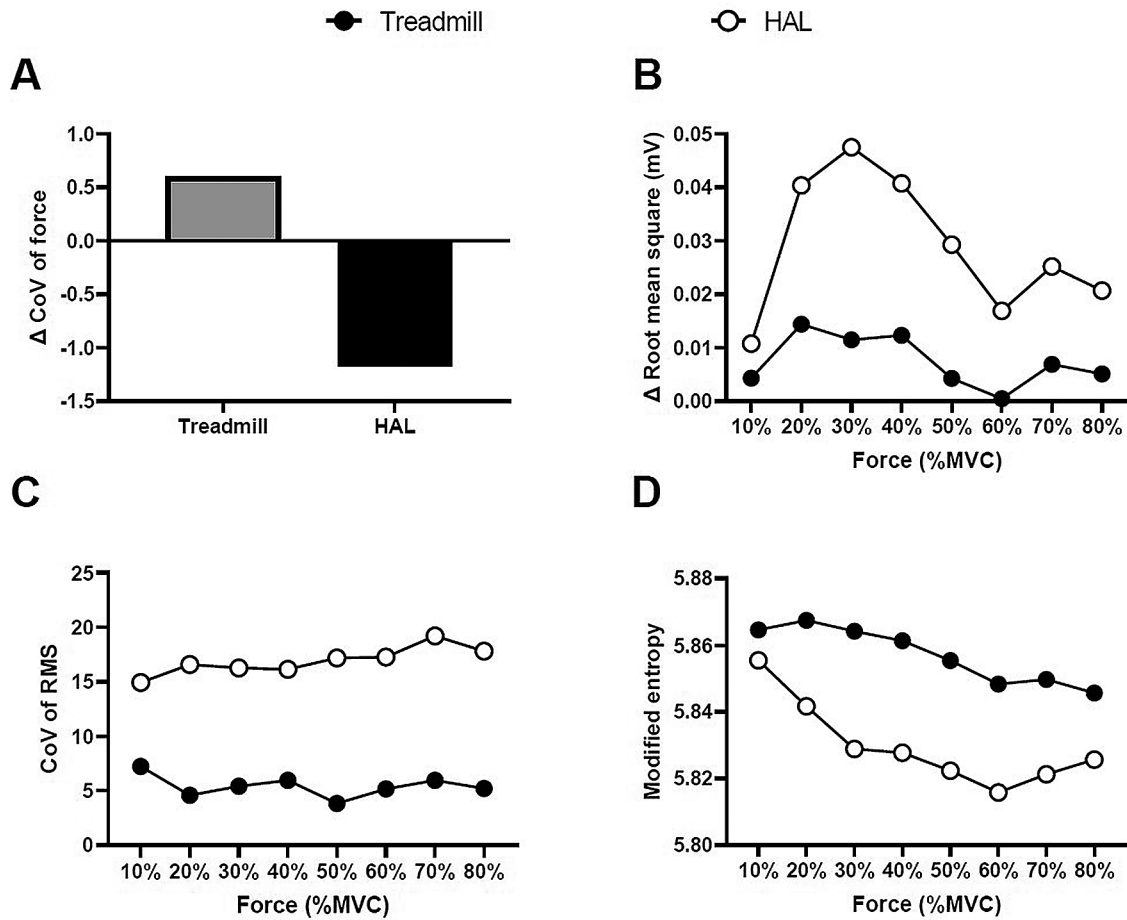 Treadmill HAL
A
Δ CoV of force
1.0
0.5
0.0
-0.5
-1.0
-1.5
Treadmill HAL
B
Δ Root mean square (mV)
0.05
0.04
0.03
0.02
0.01
0.00
10% 20% 30% 40% 50% 60% 70% 80%
Force (%MVC)
C
CoV of RMS
25
20
15
10
5
0
10% 20% 30% 40% 50% 60% 70% 80%
Force (%MVC)
D
Modified entropy
5.88
5.86
5.84
5.82
5.80
10% 20% 30% 40% 50% 60% 70% 80%
Force (%MVC)